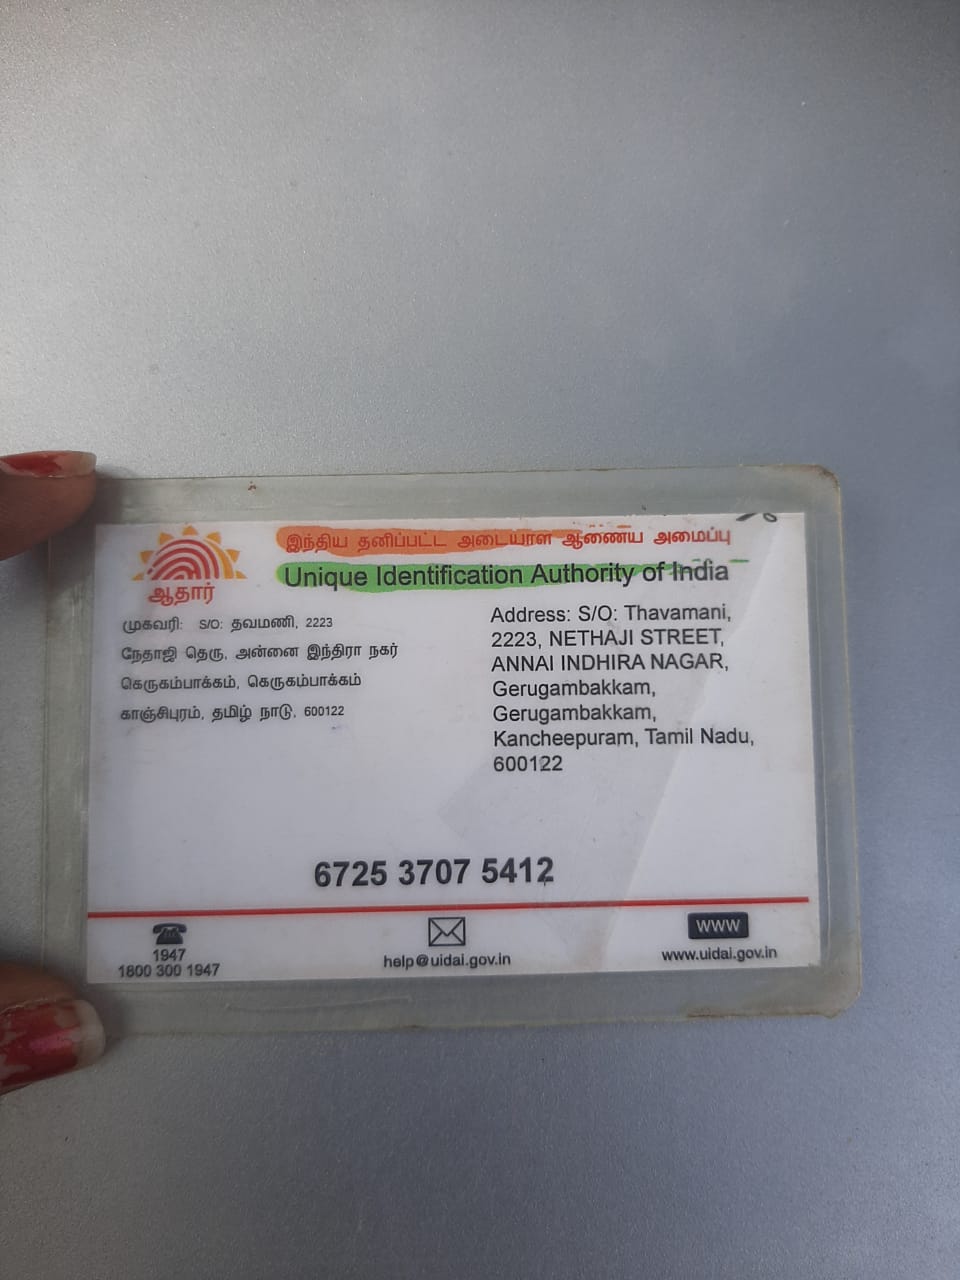 இந்திய தனிப்பட்ட அடையாள ஆணைய அமைப்பு
Unique Identification Authority of India
ஆதார்
முகவரி: S/O: தவமணி, 2223
நேதாஜி தெரு, அன்னை இந்திரா நகர்
கெருகம்பாக்கம், கெருகம்பாக்கம்
காஞ்சிபுரம், தமிழ் நாடு, 600122
Address: S/O: Thavamani,
2223, NETHAJI STREET,
ANNAI INDHIRA NAGAR,
Gerugambakkam,
Gerugambakkam,
Kancheepuram, Tamil Nadu,
600122
6725 3707 5412
1947
1800 300 1947
help@uidai.gov.in
WWW
www.uidai.gov.in